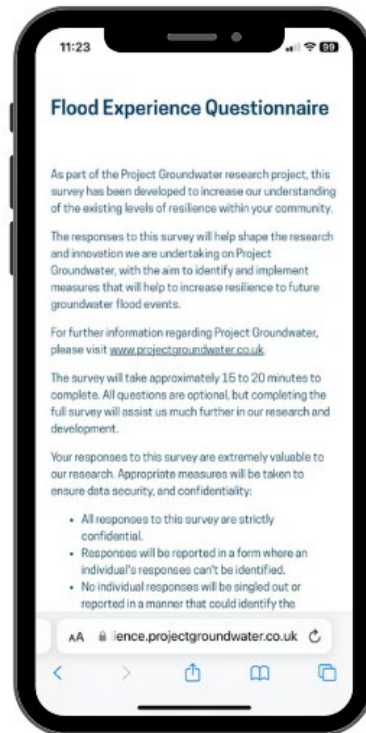 11:23
99
Flood Experience Questionnaire
As part of the Project Groundwater research project, this
survey has been developed to increase our understanding
of the existing levels of resilience within your community.
The responses to this survey will help shape the research
and innovation we are undertaking on Project
Groundwater, with the aim to identify and implement
measures that will help to increase resilience to future
groundwater flood events.
For further information regarding Project Groundwater,
please visit www.projectgroundwater.co.uk.
The survey will take approximately 15 to 20 minutes to
complete. All questions are optional, but completing the
full survey will assist us much further in our research and
development.
Your responses to this survey are extremely valuable to
our research. Appropriate measures will be taken to
ensure data security, and confidentiality:
• All responses to this survey are strictly
confidential.
• Responses will be reported in a form where an
individual's responses can't be identified.
• No individual responses will be singled out or
reported in a manner that could identify the
AA ience.projectgroundwater.co.uk